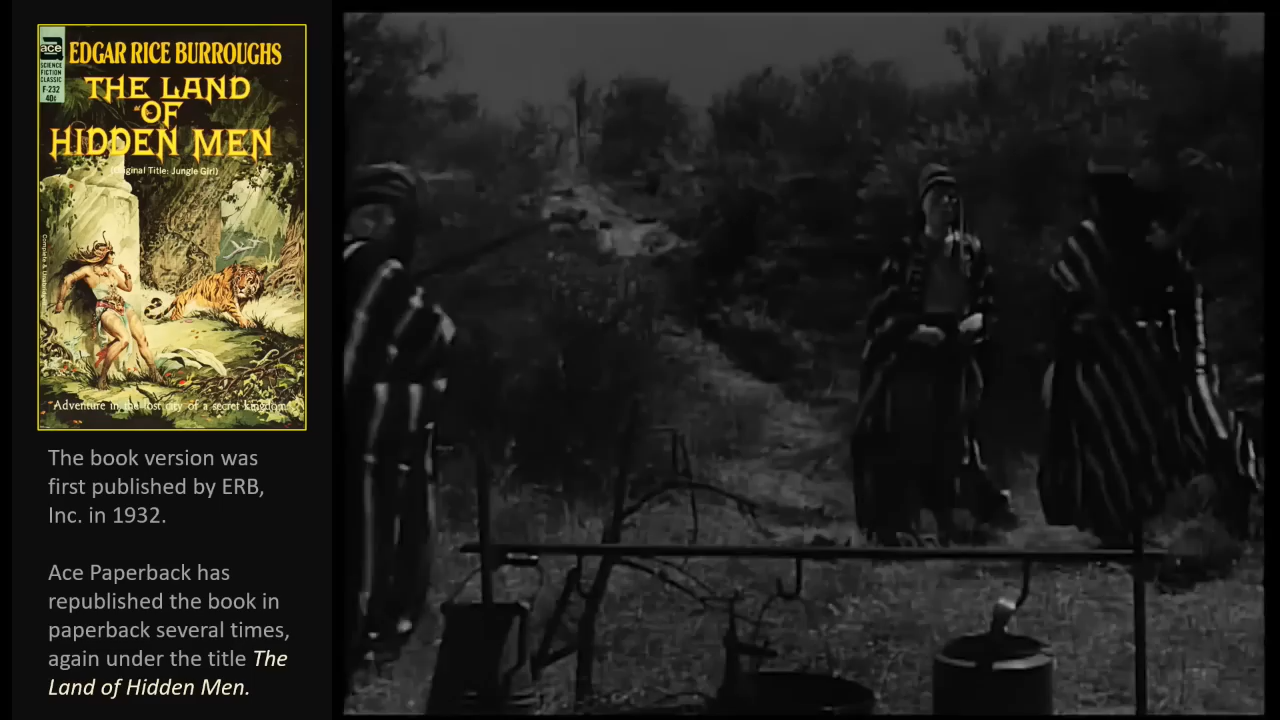 ace
SCIENCE
FICTION
CLASSIC
F-232
40¢
EDGAR RICE BURROUGHS
THE LAND
OF
HIDDEN MEN
(Original Title: Jungle Girl)
Complete & Unabridged
Adventure in the lost city of a secret kingdom
The book version was
first published by ERB,
Inc. in 1932.
Ace Paperback has
republished the book in
paperback several times,
again under the title The
Land of Hidden Men.